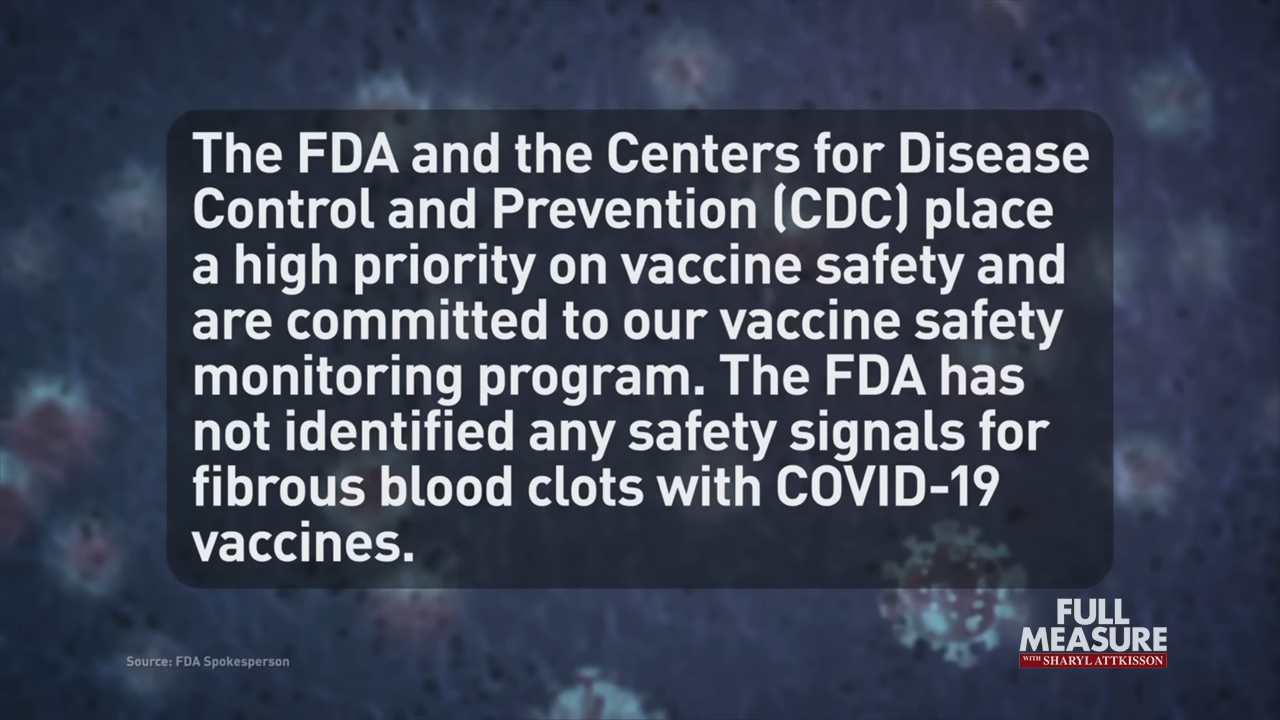 The FDA and the Centers for Disease
Control and Prevention (CDC) place
a high priority on vaccine safety and
are committed to our vaccine safety
monitoring program. The FDA has
not identified any safety signals for
fibrous blood clots with COVID-19
vaccines.
Source: FDA Spokesperson
FULL
MEASURE
WITH SHARYL ATTKISSON